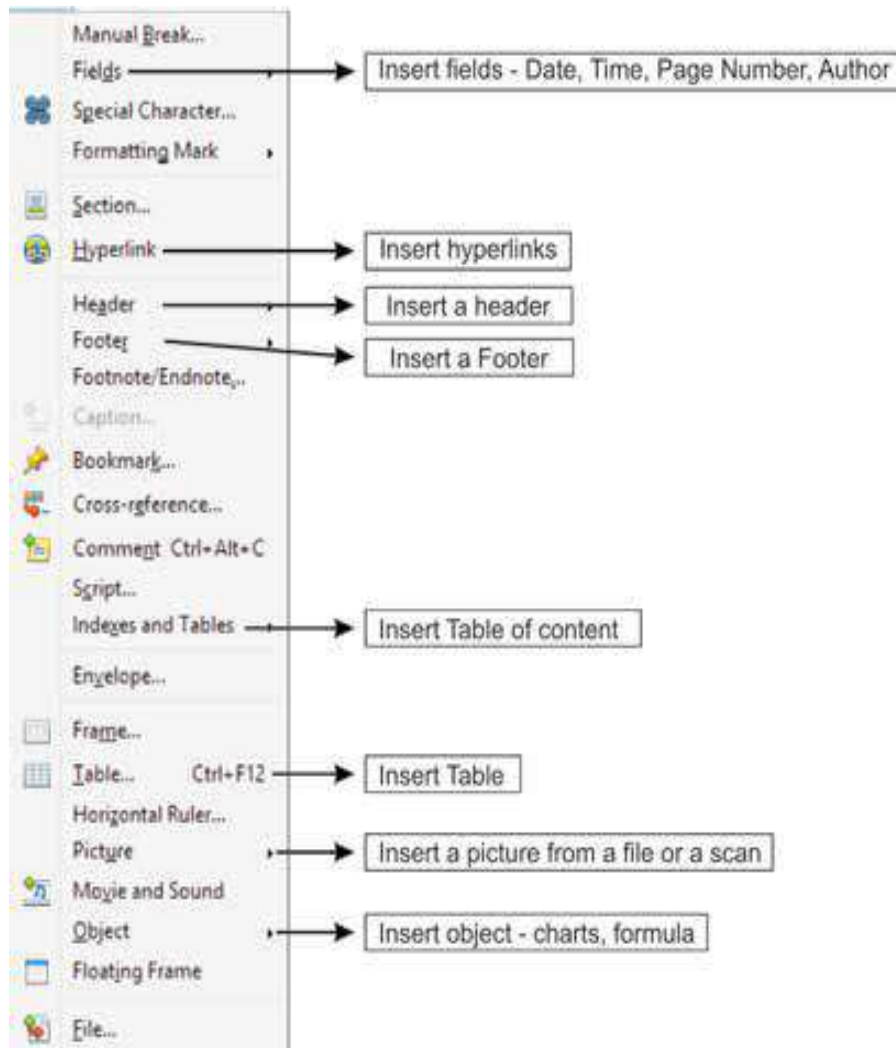 Manual Break...
Fields
Insert fields - Date, Time, Page Number, Author
Special Character...
Formatting Mark
Section...
Hyperlink
Insert hyperlinks
Header
Insert a header
Footer
Insert a Footer
Footnote/Endnote...
Caption...
Bookmark...
Cross-reference...
Comment Ctrl+Alt+C
Script...
Indexes and Tables
Insert Table of content
Envelope...
Frame...
Table... Ctrl+F12
Insert Table
Horizontal Ruler...
Picture
Insert a picture from a file or a scan
Movie and Sound
Object
Insert object - charts, formula
Floating Frame
File...